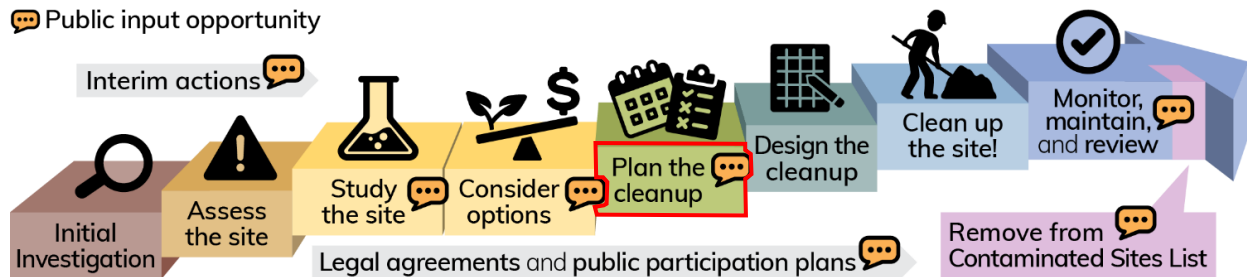 Public input opportunity
Interim actions
Initial
Investigation
Assess
the site
Study
the site
Consider
options
Plan the
cleanup
Design the
cleanup
Clean up
the site!
Monitor,
maintain,
and review
Legal agreements and public participation plans
Remove from
Contaminated Sites List